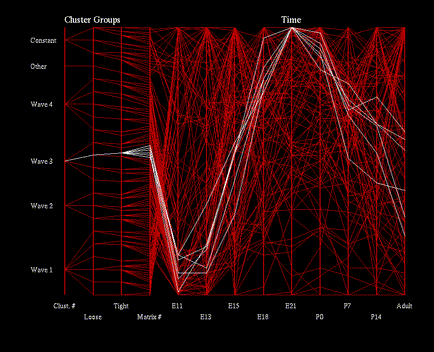 Cluster Groups Time
Constant
Other
Wave 4
Wave 3
Wave 2
Wave 1
Clust. # Tight E11 E15 E21 P7 Adult
Loose Matrix # E13 E18 P0 P14